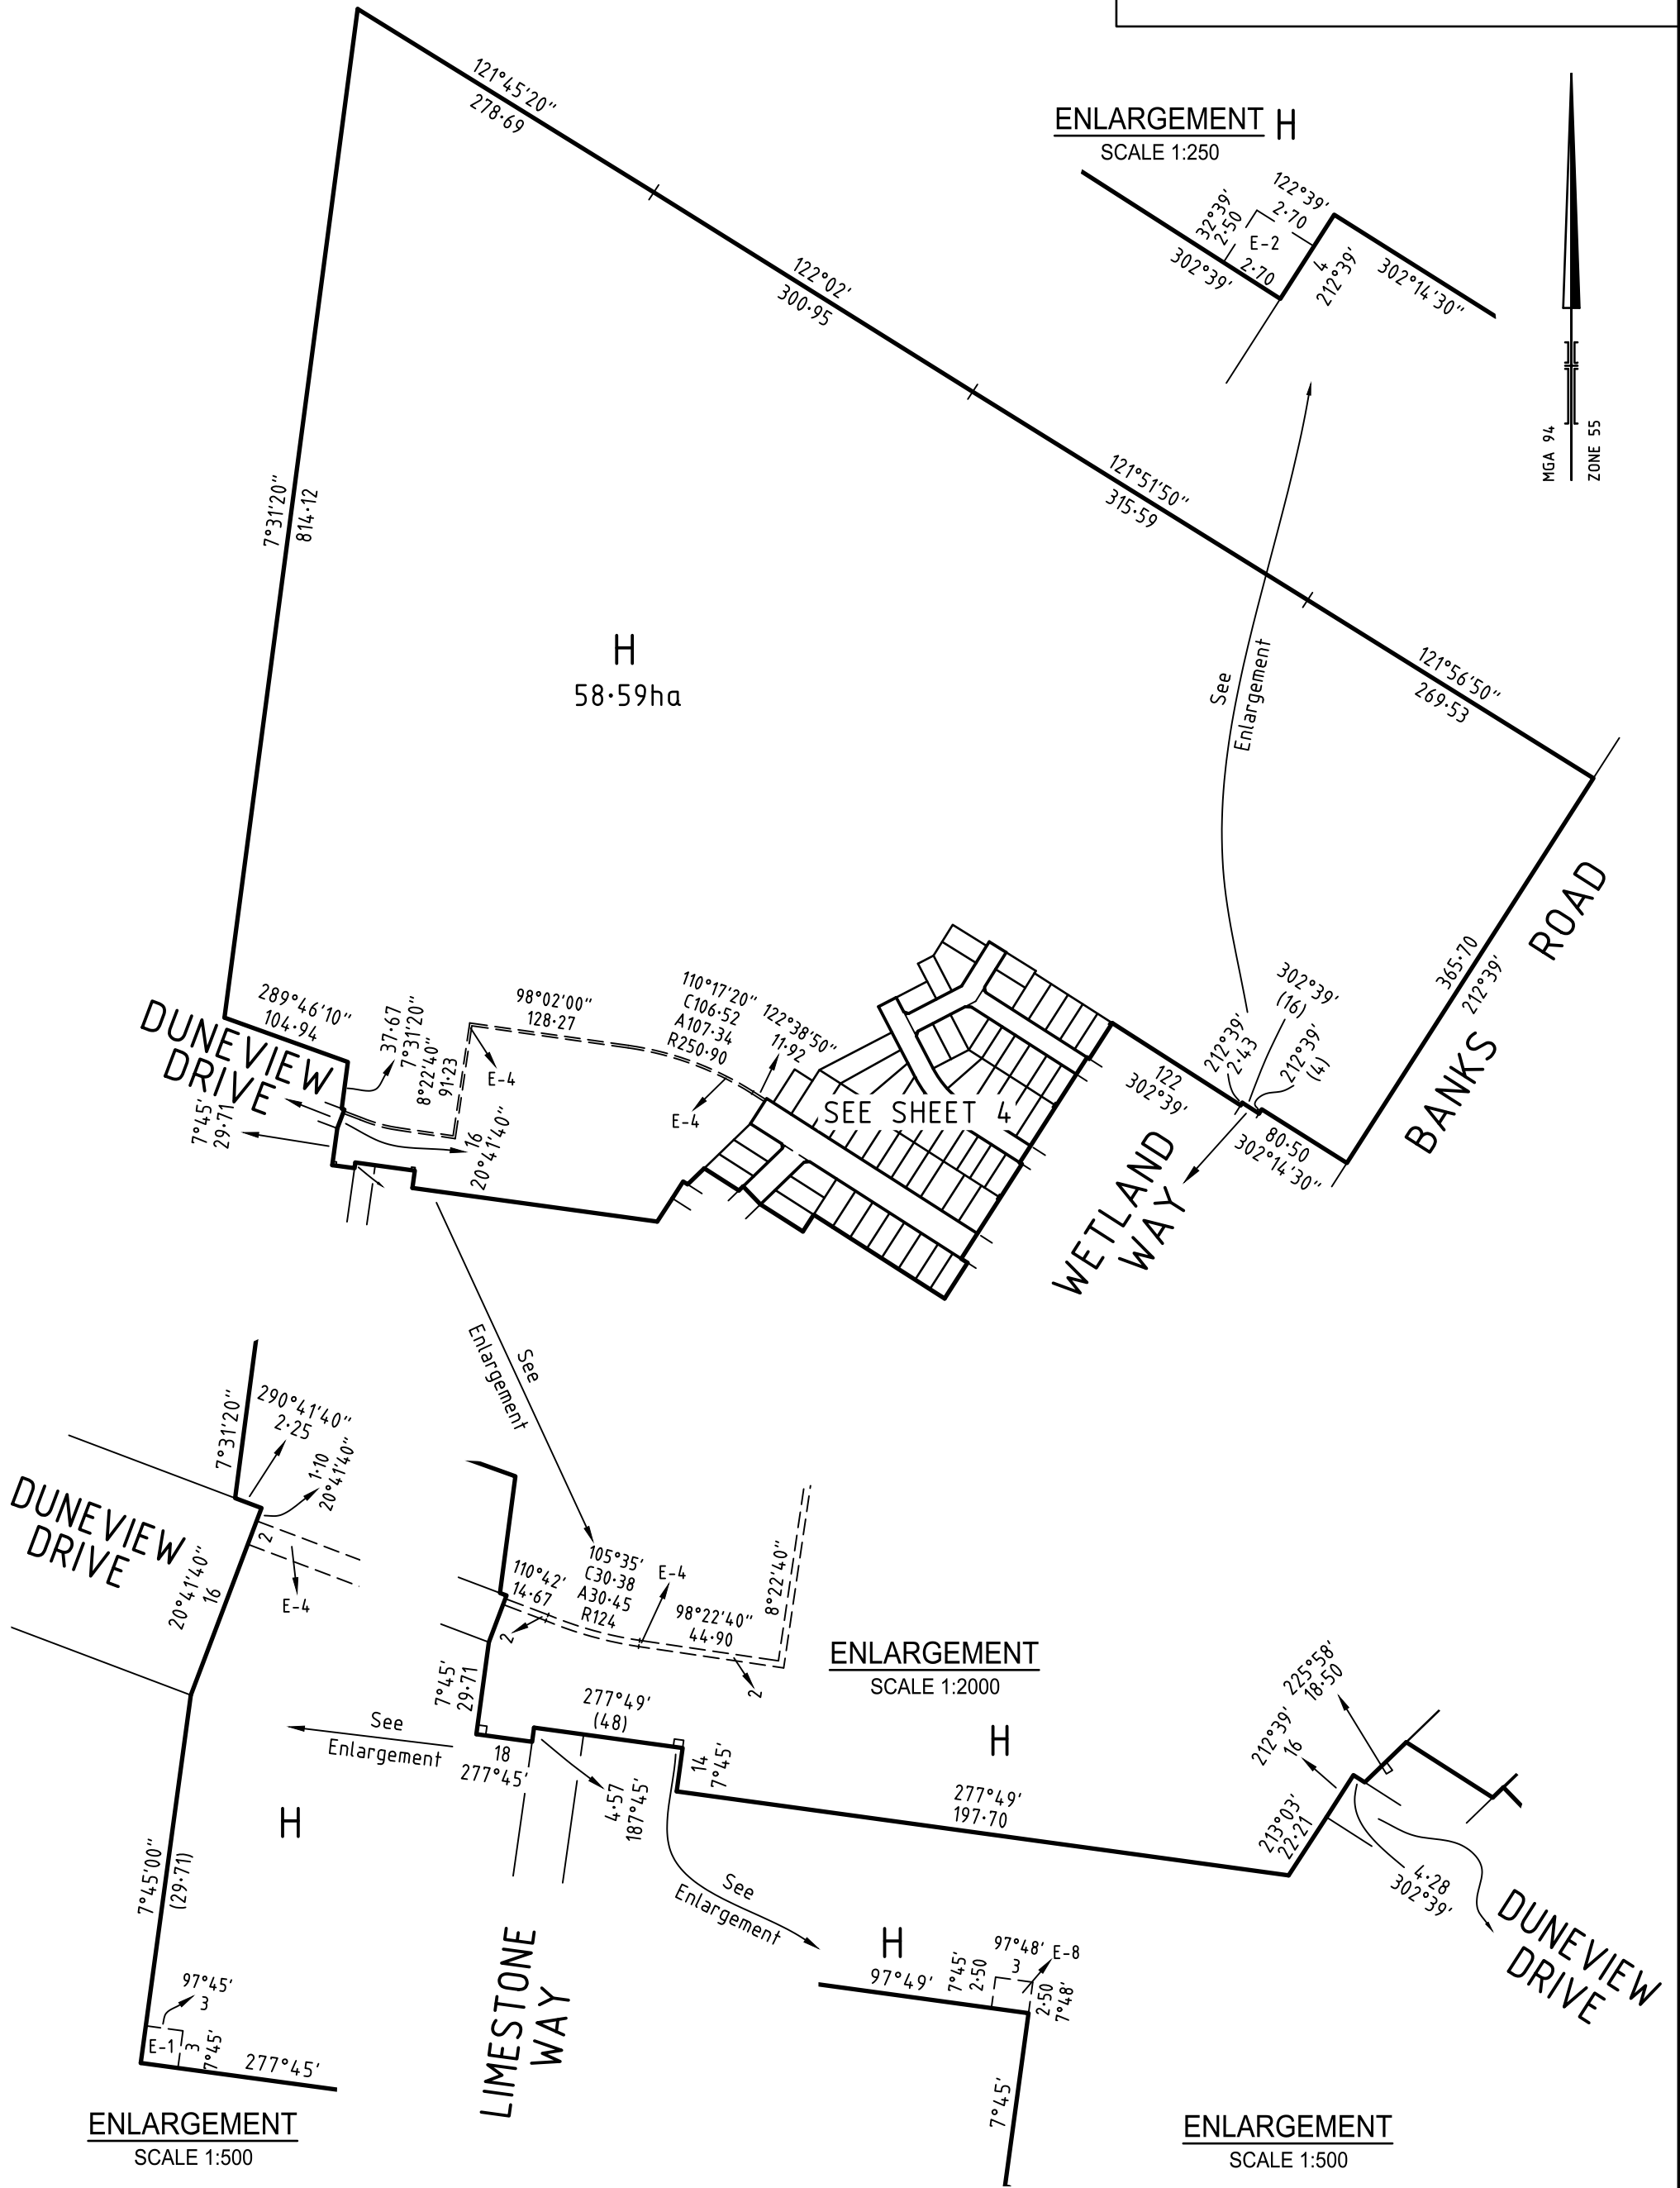 121°45'20"
278·69
ENLARGEMENT H
SCALE 1:250
122°39'
2·70
32°39'
2·50
E-2
2·70
302°39'
4
212°39'
302°14'30"
122°02'
300·95
MGA 94
ZONE 55
121°51'50"
315·59
7°31'20"
814·12
H
58·59ha
See
Enlargement
121°56'50"
269·53
BANKS ROAD
365·70
212°39'
289°46'10"
104·94
DUNEVIEW
DRIVE
37·67
7°31'20"
8°22'40"
91·23
98°02'00"
128·27
E-4
110°17'20"
C106·52
A107·34
R250·90
122°38'50"
11·92
E-4
7°45'
29·71
16
20°41'40"
SEE SHEET 4
122
302°39'
212°39'
2·43
302°39'
(16)
212°39'
(4)
80·50
302°14'30"
WETLAND
WAY
See
Enlargement
7°31'20"
290°41'40"
2·25
1·10
20°41'40"
DUNEVIEW
DRIVE
2
20°41'40"
16
E-4
110°42'
14·67
105°35'
C30·38
A30·45
R124
E-4
98°22'40"
44·90
8°22'40"
2
2
ENLARGEMENT
SCALE 1:2000
7°45'
29·71
277°49'
(48)
See
Enlargement
18
277°45'
4·57
187°45'
14
7°45'
H
277°49'
197·70
225°58'
18·50
212°39'
16
213°03'
22·21
4·28
302°39'
DUNEVIEW
DRIVE
H
7°45'00"
(29·71)
See
Enlargement
LIMESTONE
WAY
H
97°49'
7°45'
2·50
97°48'
3
E-8
2·50
7°48'
7°45'
97°45'
3
E-1
3
7°45'
277°45'
ENLARGEMENT
SCALE 1:500
ENLARGEMENT
SCALE 1:500